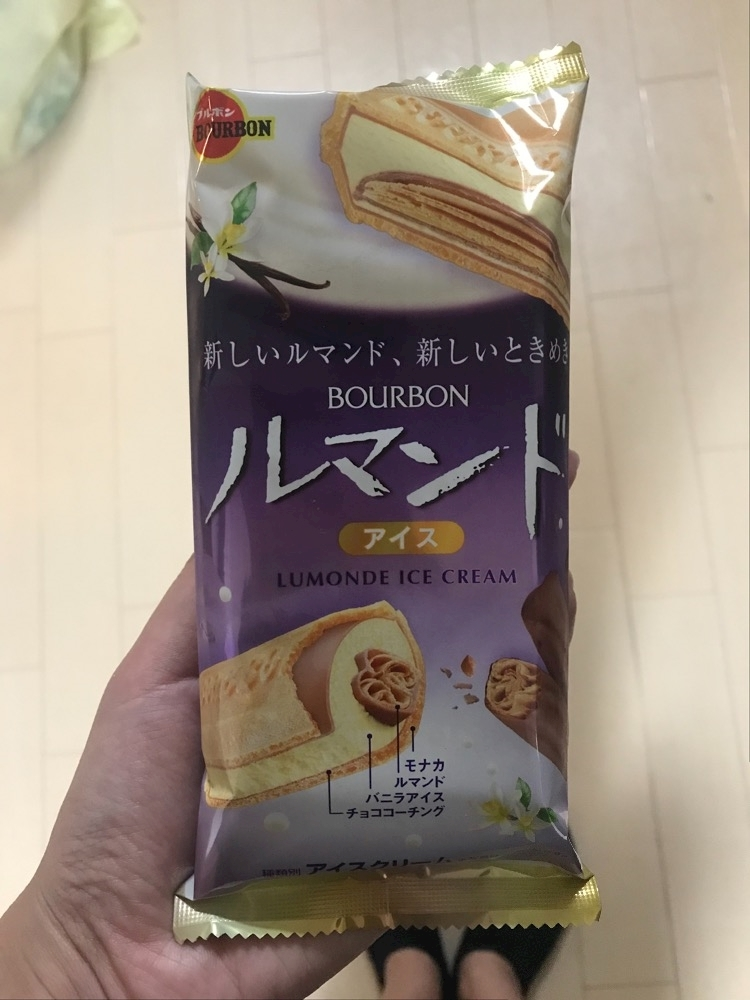 ブルボン
BOURBON
新しいルマンド、新しいときめき
BOURBON
ルマンド
アイス
LUMONDE ICE CREAM
モナカ
ルマンド
バニラアイス
チョココーチング
種類別 アイスクリーム